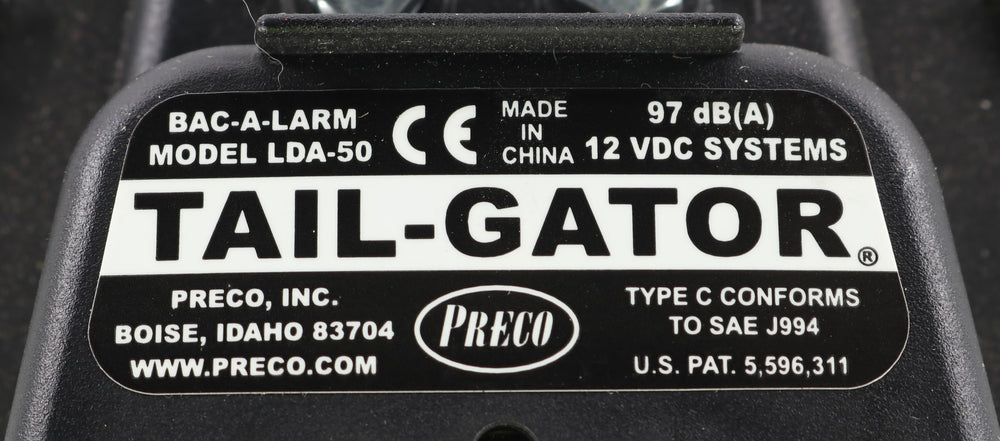 BAC-A-LARM
MODEL LDA-50
CE
MADE
IN
CHINA
97 dB(A)
12 VDC SYSTEMS
TAIL-GATOR®
PRECO, INC.
BOISE, IDAHO 83704
WWW.PRECO.COM
PRECO
TYPE C CONFORMS
TO SAE J994
U.S. PAT. 5,596,311